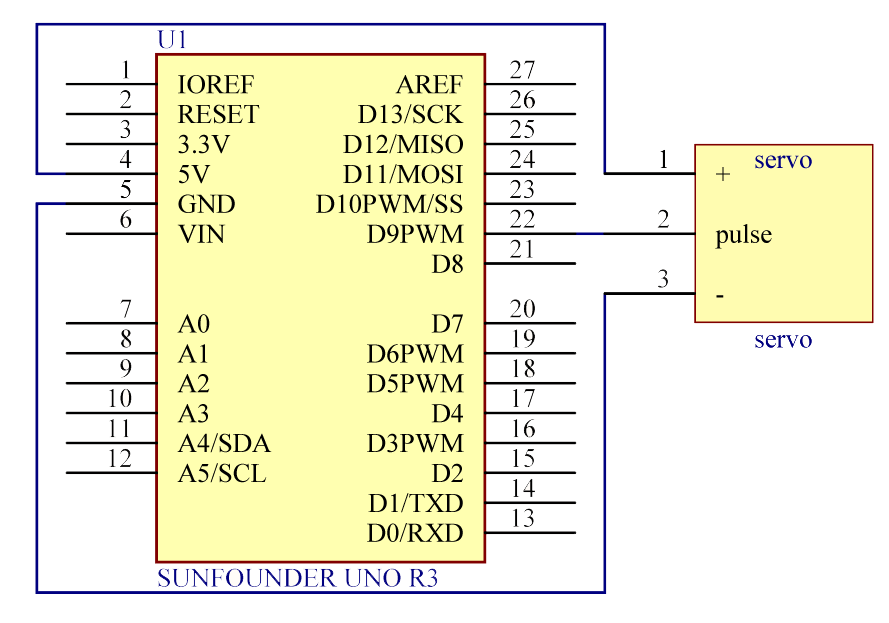 U1
1 IOREF AREF 27
2 RESET D13/SCK 26
3 3.3V D12/MISO 25
4 5V D11/MOSI 24
5 GND D10PWM/SS 23
6 VIN D9PWM 22
D8 21
7 A0 D7 20
8 A1 D6PWM 19
9 A2 D5PWM 18
10 A3 D4 17
11 A4/SDA D3PWM 16
12 A5/SCL D2 15
D1/TXD 14
D0/RXD 13
SUNFOUNDER UNO R3
servo
1 +
2 pulse
3 -
servo